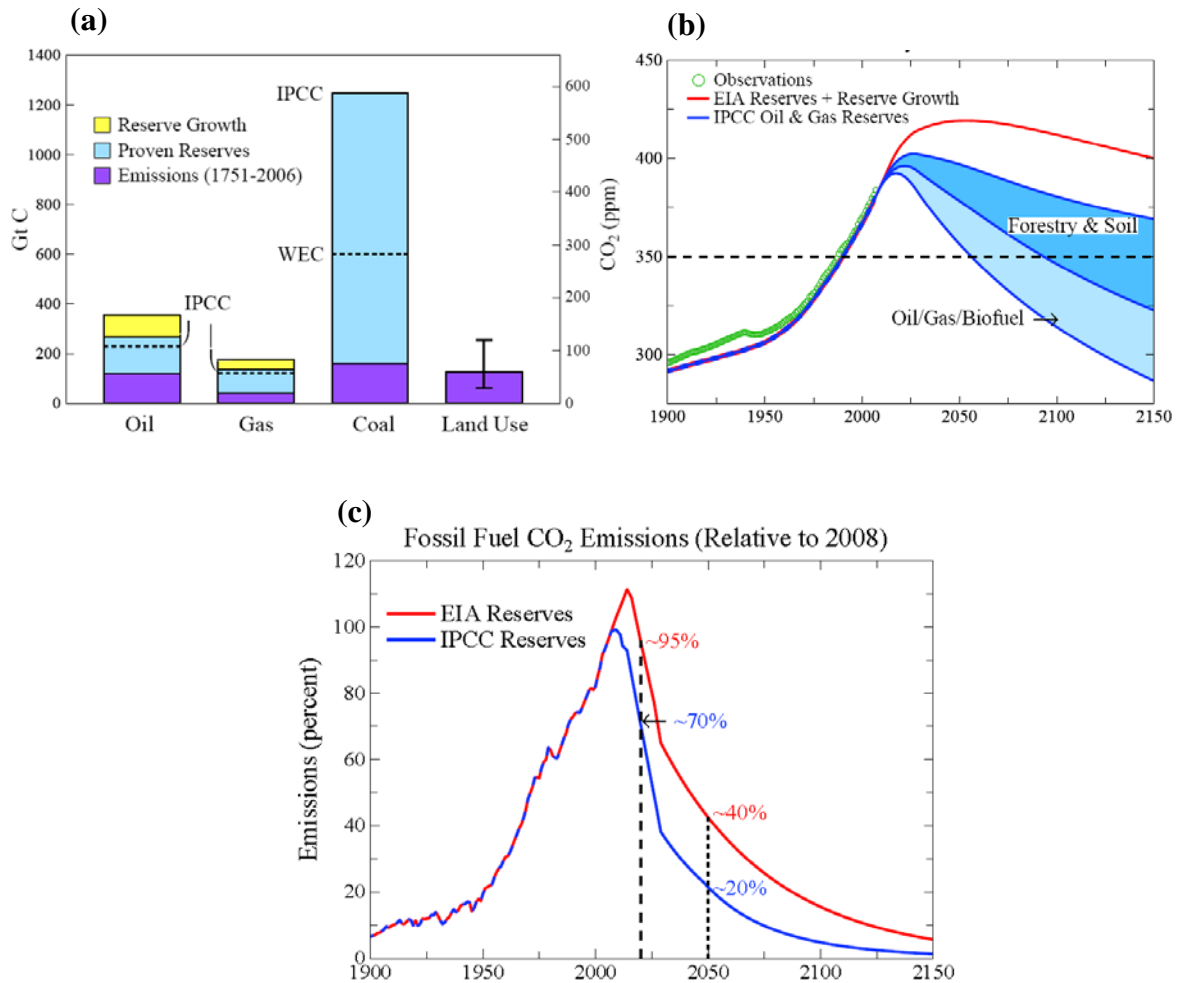 (a)
1400
1200
1000
800
600
400
200
0
Gt C
Reserve Growth
Proven Reserves
Emissions (1751-2006)
IPCC
WEC
IPCC
600
500
400
300
200
100
0
CO2 (ppm)
Oil
Gas
Coal
Land Use
(b)
450
400
350
300
Observations
EIA Reserves + Reserve Growth
IPCC Oil & Gas Reserves
Forestry & Soil
350
Oil/Gas/Biofuel →
1900
1950
2000
2050
2100
2150
(c)
Fossil Fuel CO2 Emissions (Relative to 2008)
120
100
80
60
40
20
0
Emissions (percent)
EIA Reserves
IPCC Reserves
~95%
← ~70%
~40%
~20%
1900
1950
2000
2050
2100
2150